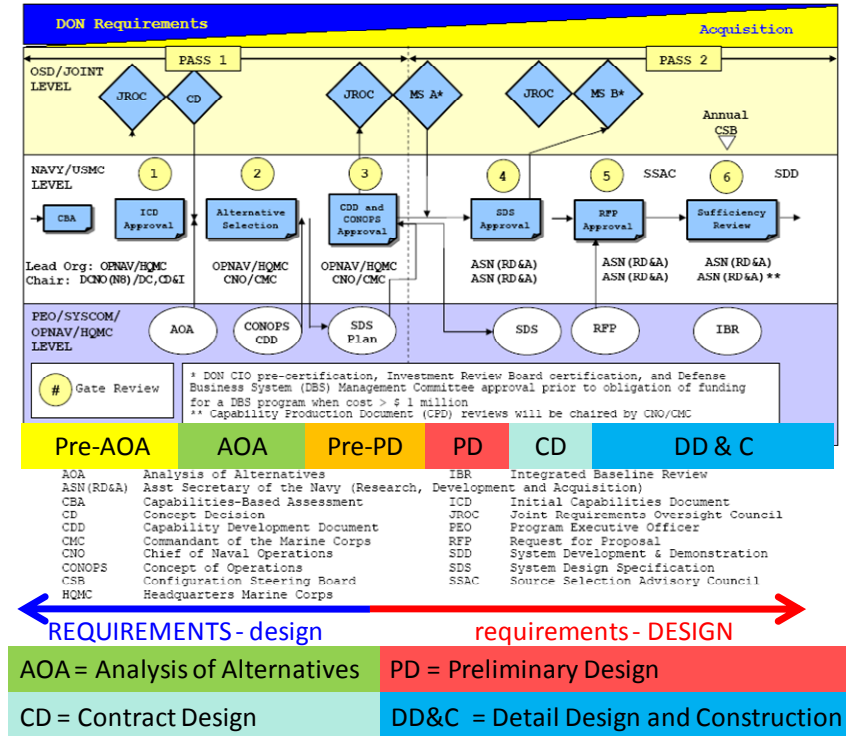 DON Requirements
Acquisition
PASS 1
PASS 2
OSD/JOINT
LEVEL
JROC
CD
JROC
MS A*
JROC
MS B*
Annual
CSB
NAVY/USMC
LEVEL
1
2
3
4
5
SSAC
6
SDD
CBA
ICD
Approval
Alternative
Selection
CDD and
CONOPS
Approval
SDS
Approval
RFP
Approval
Sufficiency
Review
Lead Org: OPNAV/HQMC
Chair: DCNO(N8)/DC,CD&I
OPNAV/HQMC
CNO/CMC
OPNAV/HQMC
CNO/CMC
ASN(RD&A)
ASN(RD&A)
ASN(RD&A)
ASN(RD&A)
ASN(RD&A)
ASN(RD&A)**
PEO/SYSCOM/
OPNAV/HQMC
LEVEL
AOA
CONOPS
CDD
SDS
Plan
SDS
RFP
IBR
# Gate Review
* DON CIO pre-certification, Investment Review Board certification, and Defense
Business System (DBS) Management Committee approval prior to obligation of funding
for a DBS program when cost > $ 1 million
** Capability Production Document (CPD) reviews will be chaired by CNO/CMC
Pre-AOA AOA Pre-PD PD CD DD & C
AOA Analysis of Alternatives IBR Integrated Baseline Review
ASN(RD&A) Asst Secretary of the Navy (Research, Development and Acquisition)
CBA Capabilities-Based Assessment ICD Initial Capabilities Document
CD Concept Decision JROC Joint Requirements Oversight Council
CDD Capability Development Document PEO Program Executive Officer
CMC Commandant of the Marine Corps RFP Request for Proposal
CNO Chief of Naval Operations SDD System Development & Demonstration
CONOPS Concept of Operations SDS System Design Specification
CSB Configuration Steering Board SSAC Source Selection Advisory Council
HQMC Headquarters Marine Corps
REQUIREMENTS - design requirements - DESIGN
AOA = Analysis of Alternatives PD = Preliminary Design
CD = Contract Design DD&C = Detail Design and Construction